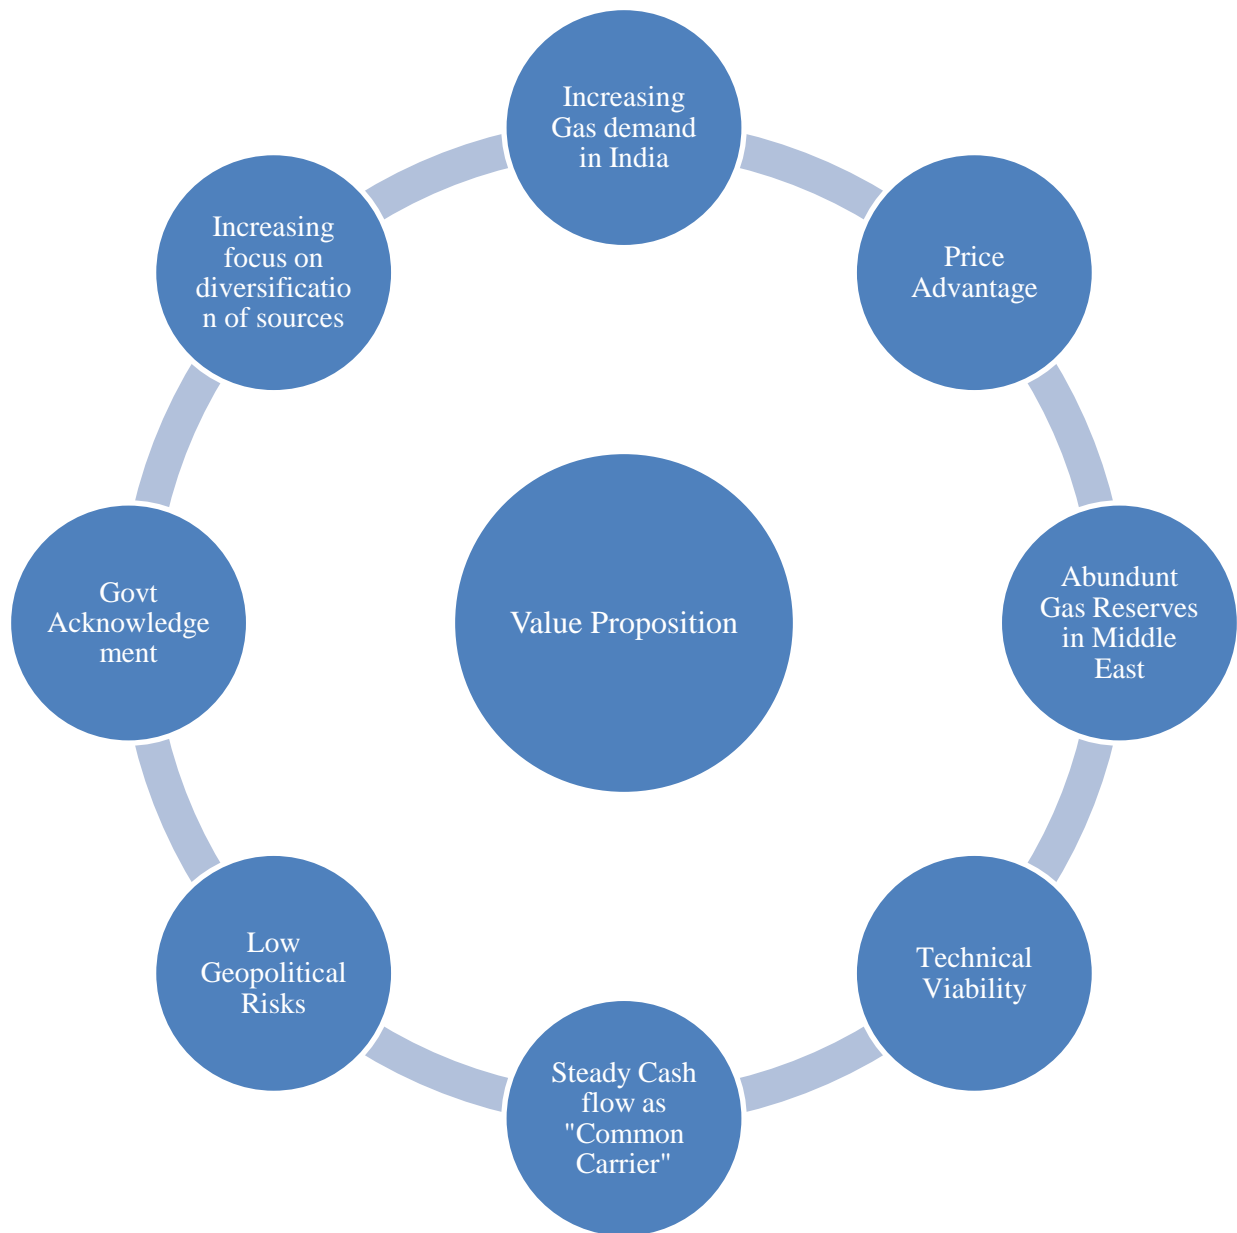 Increasing
Gas demand
in India
Price
Advantage
Abundunt
Gas Reserves
in Middle
East
Technical
Viability
Steady Cash
flow as
"Common
Carrier"
Low
Geopolitical
Risks
Govt
Acknowledge
ment
Increasing
focus on
diversificatio
n of sources
Value Proposition